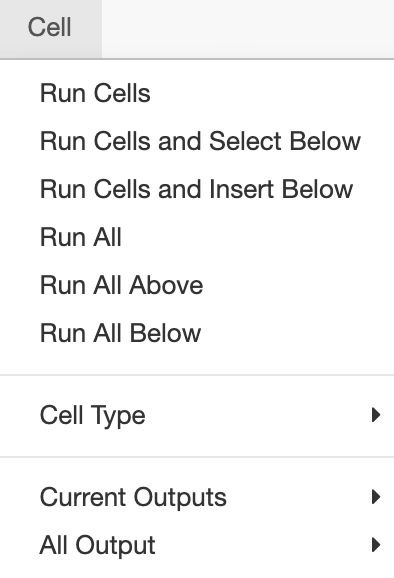 Cell
Run Cells
Run Cells and Select Below
Run Cells and Insert Below
Run All
Run All Above
Run All Below
Cell Type
Current Outputs
All Output